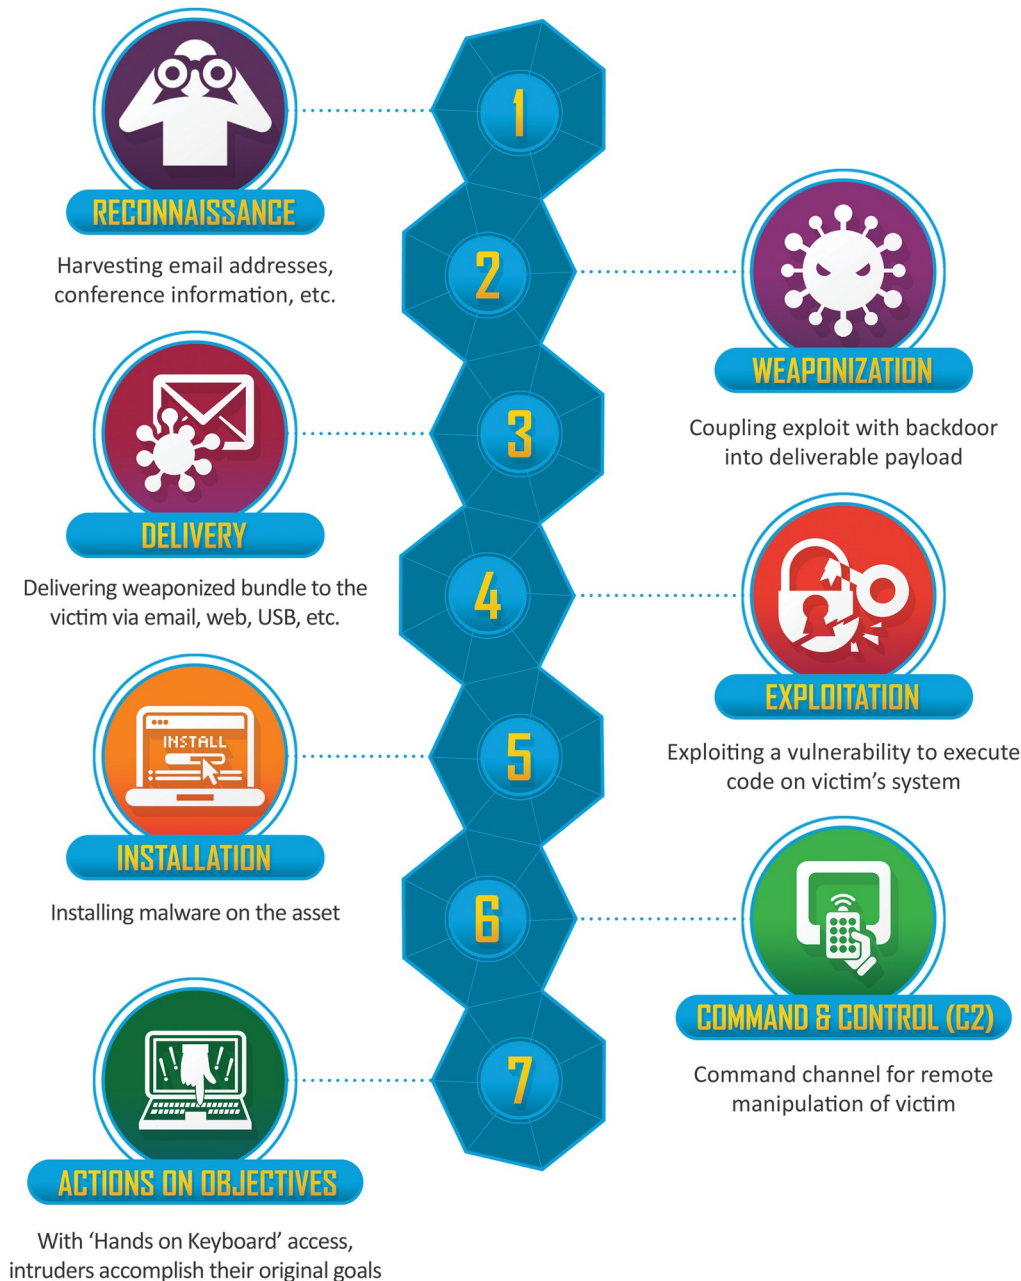 1
RECONNAISSANCE
Harvesting email addresses,
conference information, etc.
2
WEAPONIZATION
Coupling exploit with backdoor
into deliverable payload
3
DELIVERY
Delivering weaponized bundle to the
victim via email, web, USB, etc.
4
EXPLOITATION
Exploiting a vulnerability to execute
code on victim’s system
5
INSTALL
INSTALLATION
Installing malware on the asset
6
COMMAND & CONTROL (C2)
Command channel for remote
manipulation of victim
7
ACTIONS ON OBJECTIVES
With ‘Hands on Keyboard’ access,
intruders accomplish their original goals